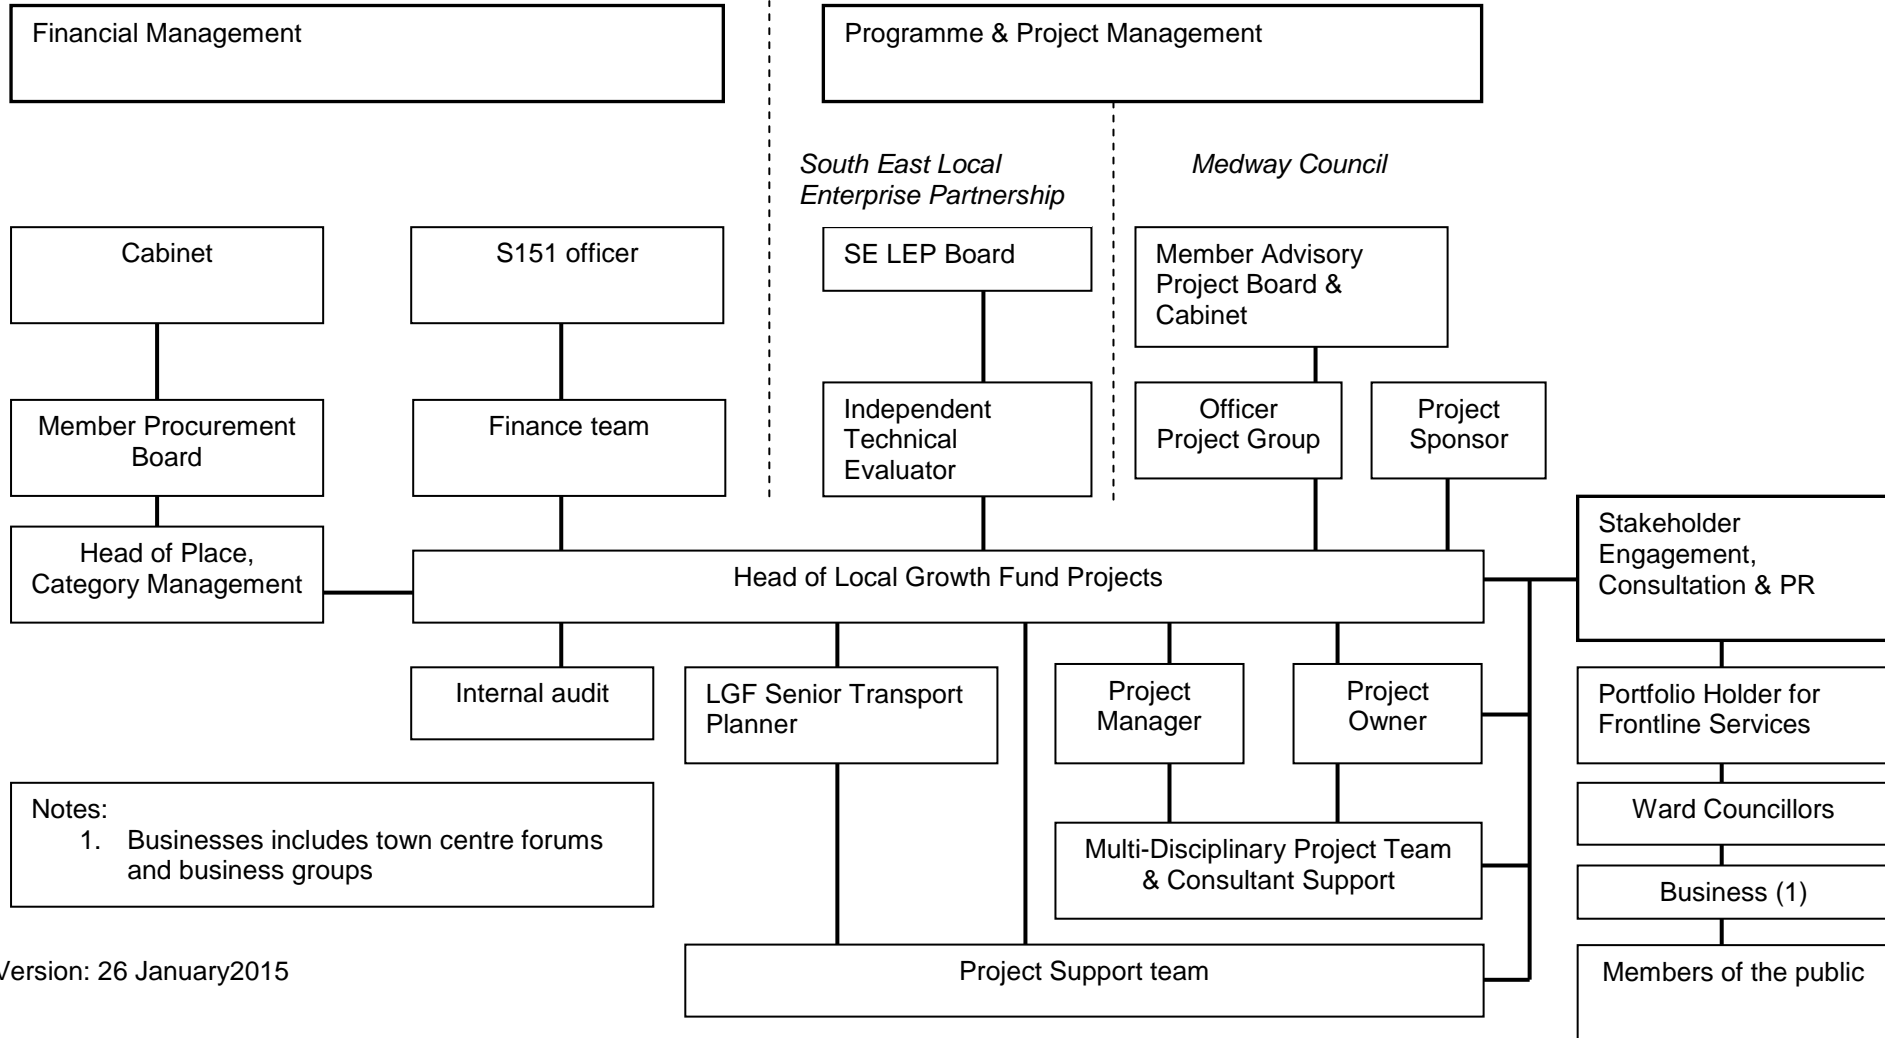 Financial Management
Programme & Project Management
South East Local
Enterprise Partnership
Medway Council
Cabinet
S151 officer
SE LEP Board
Member Advisory
Project Board &
Cabinet
Member Procurement
Board
Finance team
Independent
Technical
Evaluator
Officer
Project Group
Project
Sponsor
Head of Place,
Category Management
Head of Local Growth Fund Projects
Stakeholder
Engagement,
Consultation & PR
Internal audit
LGF Senior Transport
Planner
Project
Manager
Project
Owner
Portfolio Holder for
Frontline Services
Notes:
1. Businesses includes town centre forums
and business groups
Multi-Disciplinary Project Team
& Consultant Support
Ward Councillors
Business (1)
Version: 26 January2015
Project Support team
Members of the public